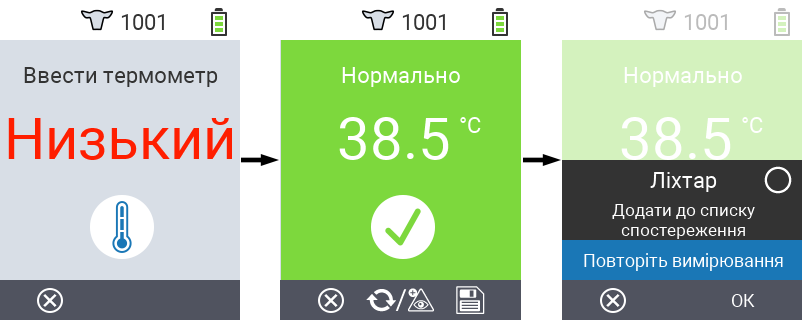 1001
Ввести термометр
Низький
1001
Нормально
38.5 °C
1001
Нормально
38.5 °C
Ліхтар
Додати до списку
спостереження
Повторіть вимірювання
OK